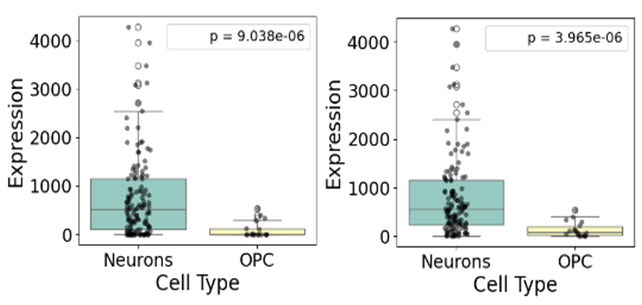 p = 9.038e-06
Expression
4000
3000
2000
1000
0
Neurons OPC
Cell Type
p = 3.965e-06
Expression
4000
3000
2000
1000
0
Neurons OPC
Cell Type